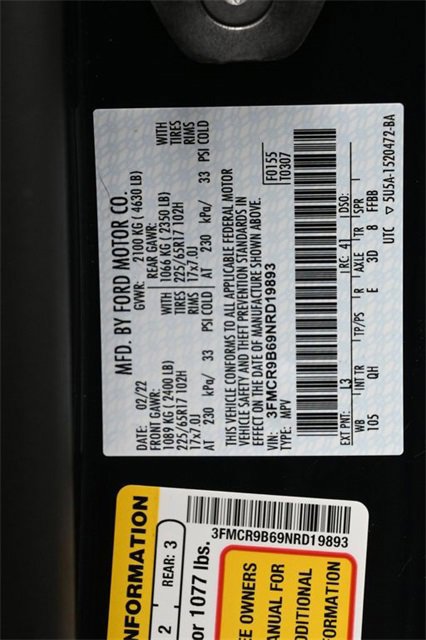 MFD. BY FORD MOTOR CO.
DATE: 02/22 GVWR: 2100 KG ( 4630 LB)
FRONT GAWR: REAR GAWR:
1089 KG ( 2400 LB) WITH 1066 KG ( 2350 LB) WITH
225/65R17 102H TIRES 225/65R17 102H TIRES
17x7.0J RIMS 17x7.0J RIMS
AT 230 kPa/ 33 PSI COLD AT 230 kPa/ 33 PSI COLD
THIS VEHICLE CONFORMS TO ALL APPLICABLE FEDERAL MOTOR
VEHICLE SAFETY AND THEFT PREVENTION STANDARDS IN
EFFECT ON THE DATE OF MANUFACTURE SHOWN ABOVE.
VIN: 3FMCR9B69NRD19893 F0155
TYPE: MPV T0307
EXT PNT: L3 RC: 41 DSO:
WB INT TR TP/PS R AXLE TR SPR
105 QH E 3D 8 FFBB
UTC ▽ 5U5A-1520472-BA
INFORMATION
2 REAR: 3
or 1077 lbs.
3FMCR9B69NRD19893
OWNERS
FOR
INFORMATION